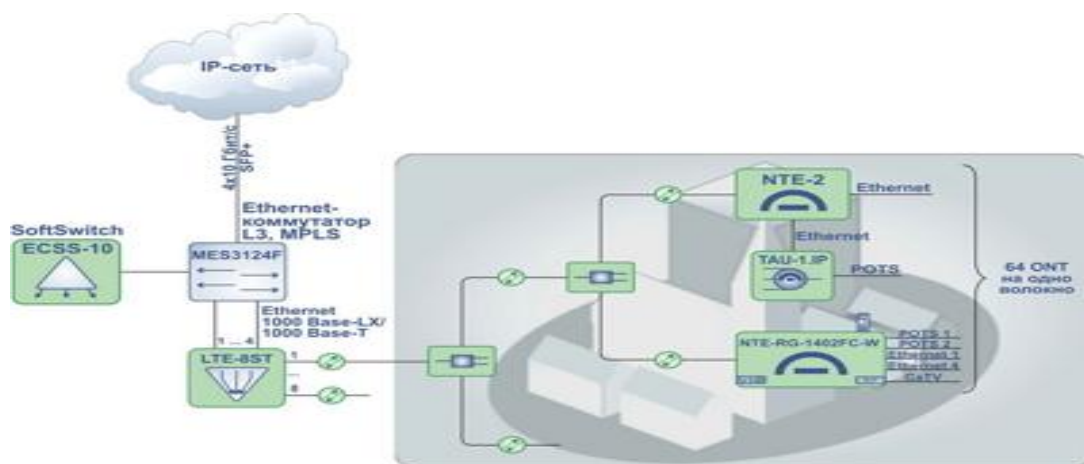 IP-сеть
4x10 Гбит/с
SFP+
Ethernet-
коммутатор
L3, MPLS
SoftSwitch
ECSS-10
MES3124F
Ethernet
1000 Base-LX/
1000 Base-T
1 ... 4
LTE-8ST
1
...
8
NTE-2
Ethernet
Ethernet
TAU-1.IP
POTS
64 ONT
на одно
волокно
NTE-RG-1402FC-W
POTS 1
POTS 2
Ethernet 1
Ethernet 4
CaTV